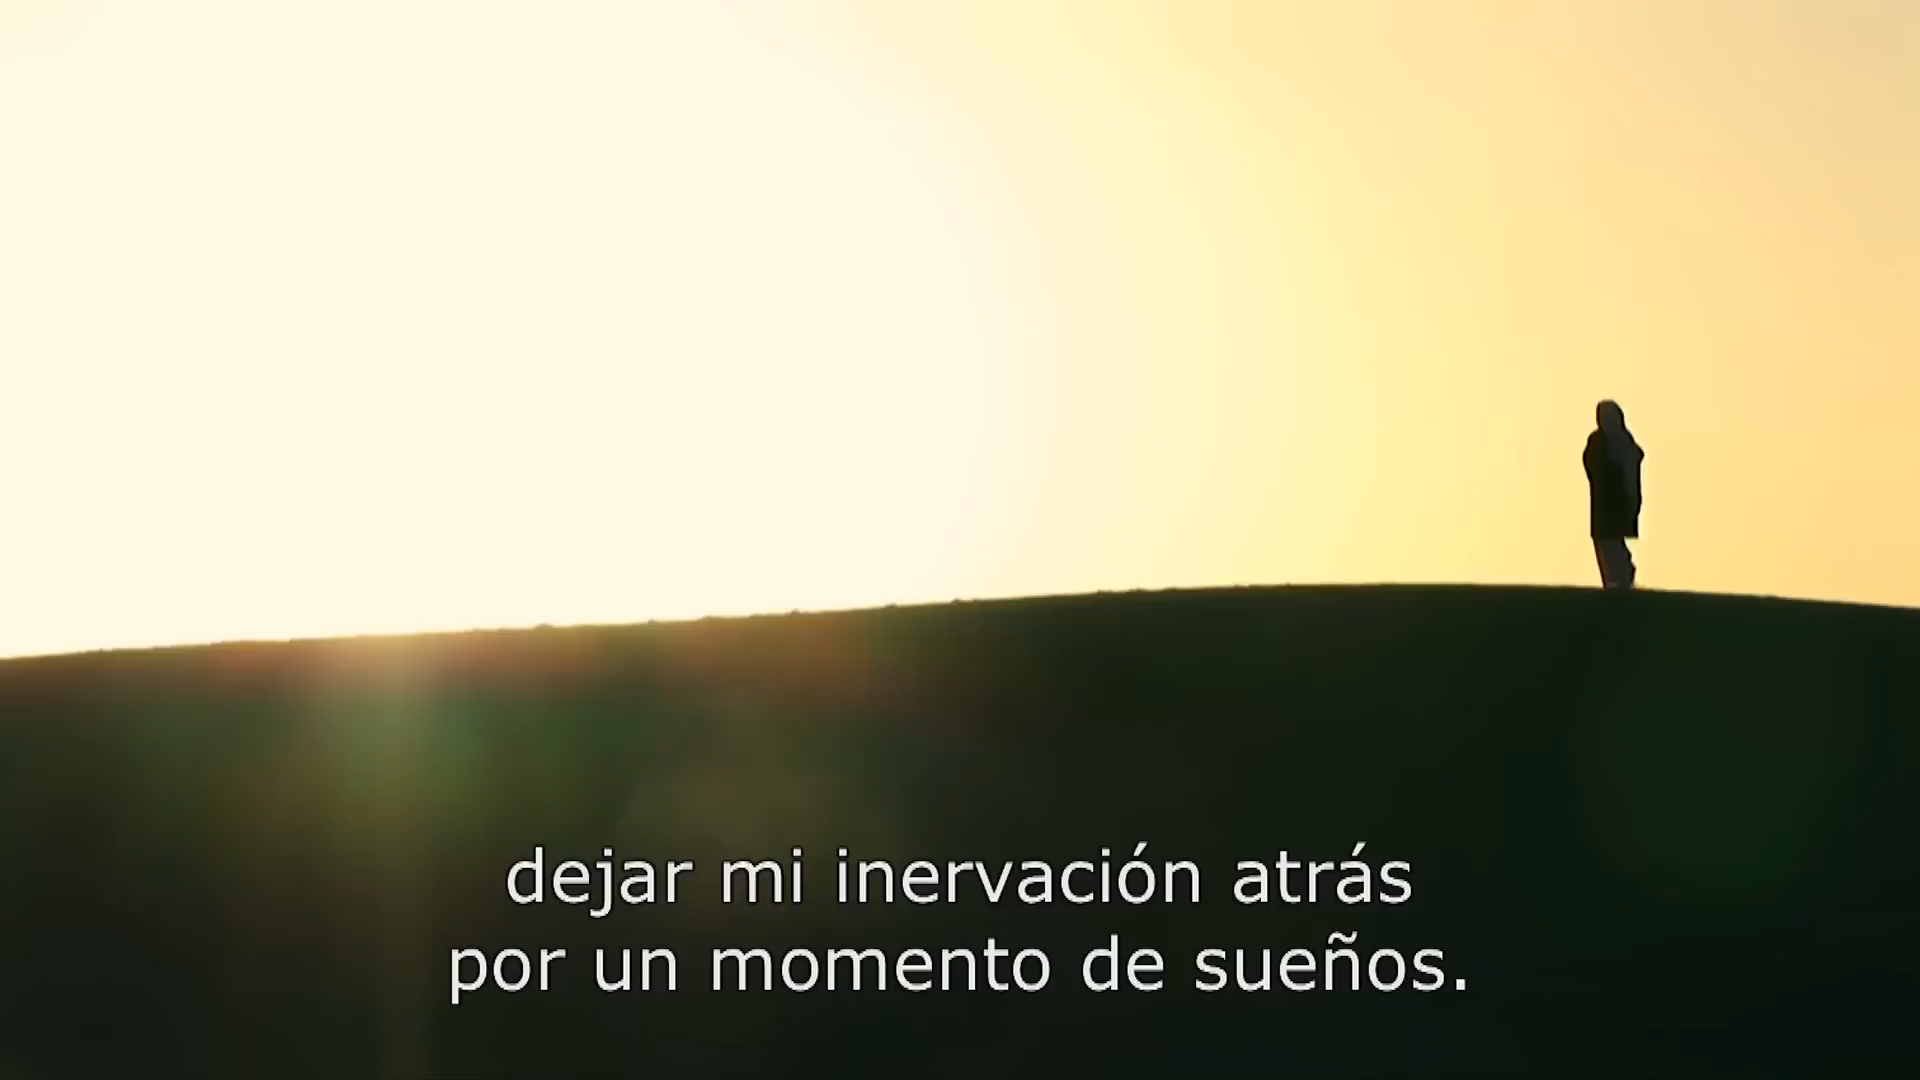 dejar mi inervación atrás
por un momento de sueños.